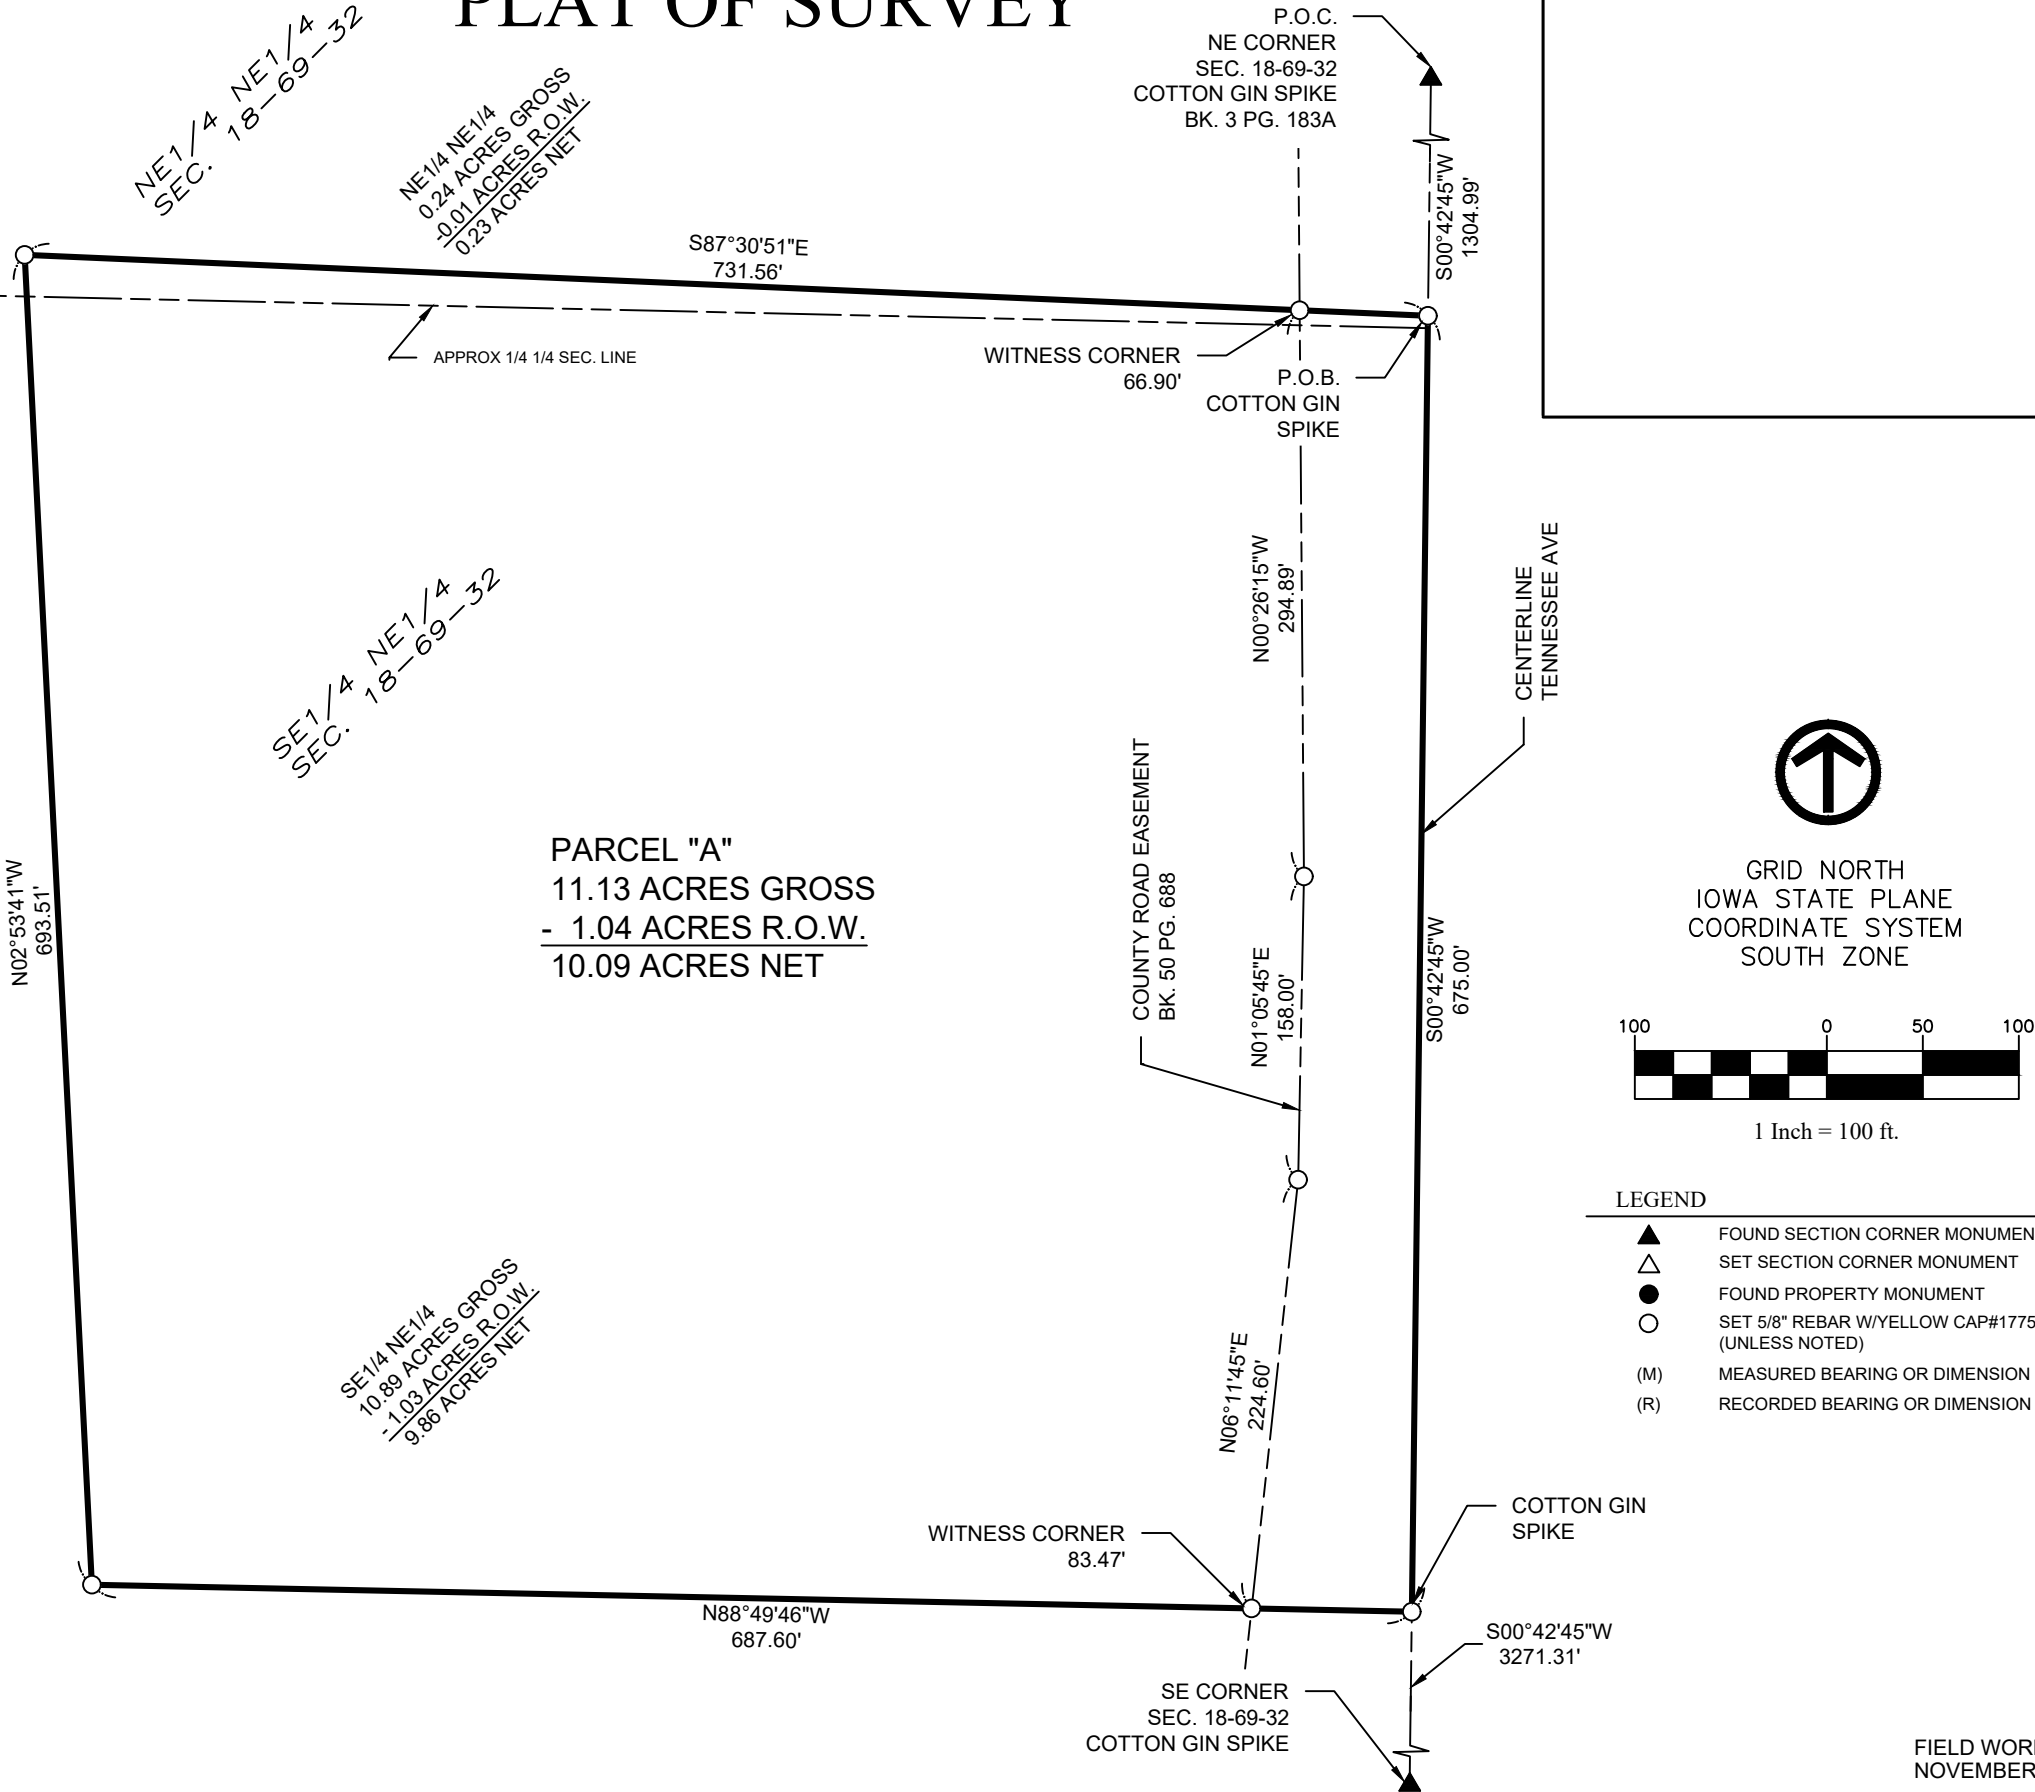 PLAT OF SURVEY
NE1/4 NE1/4
SEC. 18-69-32
NE1/4 NE1/4
0.24 ACRES GROSS
-0.01 ACRES R.O.W.
0.23 ACRES NET
P.O.C.
NE CORNER
SEC. 18-69-32
COTTON GIN SPIKE
BK. 3 PG. 183A
S00°42'45"W
1304.99'
S87°30'51"E
731.56'
APPROX 1/4 1/4 SEC. LINE
WITNESS CORNER
66.90'
P.O.B.
COTTON GIN
SPIKE
SE1/4 NE1/4
SEC. 18-69-32
N00°26'15"W
294.89'
CENTERLINE
TENNESSEE AVE
N02°53'41"W
693.51'
PARCEL "A"
11.13 ACRES GROSS
- 1.04 ACRES R.O.W.
10.09 ACRES NET
COUNTY ROAD EASEMENT
BK. 50 PG. 688
N01°05'45"E
158.00'
S00°42'45"W
675.00'
GRID NORTH
IOWA STATE PLANE
COORDINATE SYSTEM
SOUTH ZONE
100 0 50 100
1 Inch = 100 ft.
LEGEND
FOUND SECTION CORNER MONUMEN
SET SECTION CORNER MONUMENT
FOUND PROPERTY MONUMENT
SET 5/8" REBAR W/YELLOW CAP#1775
(UNLESS NOTED)
(M) MEASURED BEARING OR DIMENSION
(R) RECORDED BEARING OR DIMENSION
SE1/4 NE1/4
10.89 ACRES GROSS
- 1.03 ACRES R.O.W.
9.86 ACRES NET
N06°11'45"E
224.60'
WITNESS CORNER
83.47'
COTTON GIN
SPIKE
N88°49'46"W
687.60'
S00°42'45"W
3271.31'
SE CORNER
SEC. 18-69-32
COTTON GIN SPIKE
FIELD WOR
NOVEMBER